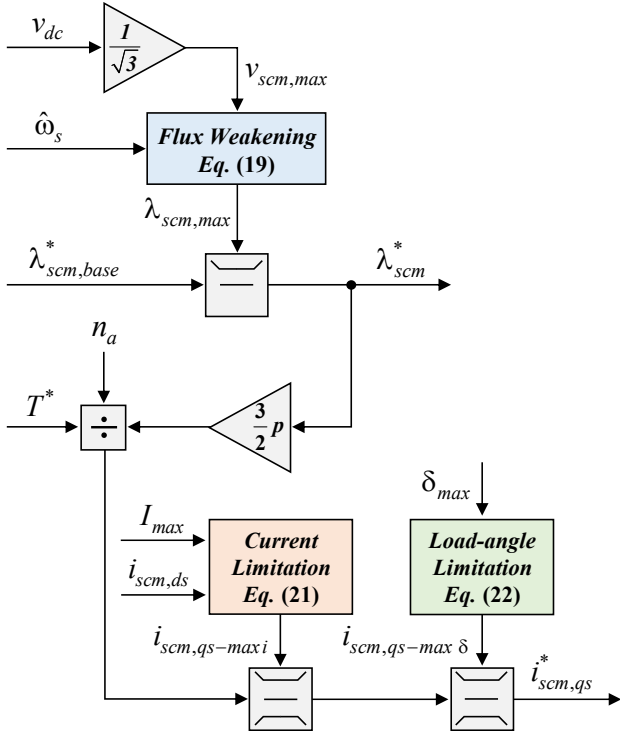 v_dc
1/√3
v_scm,max
ω̂_s
Flux Weakening
Eq. (19)
λ_scm,max
λ*_scm,base
λ*_scm
n_a
T*
÷
3/2 p
δ_max
I_max
i_scm,ds
Current
Limitation
Eq. (21)
Load-angle
Limitation
Eq. (22)
i_scm,qs−max i
i_scm,qs−max δ
i*_scm,qs